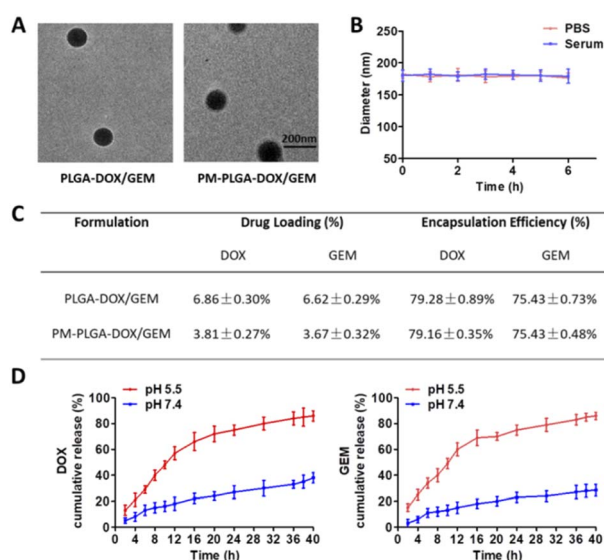 A
200nm
PLGA-DOX/GEM PM-PLGA-DOX/GEM
B
PBS
Serum
Diameter (nm)
250
200
150
100
50
0 2 4 6
Time (h)
C
Formulation Drug Loading (%) Encapsulation Efficiency (%)
DOX GEM DOX GEM
PLGA-DOX/GEM 6.86±0.30% 6.62±0.29% 79.28±0.89% 75.43±0.73%
PM-PLGA-DOX/GEM 3.81±0.27% 3.67±0.32% 79.16±0.35% 75.43±0.48%
D
pH 5.5
pH 7.4
DOX
cumulative release (%)
100
80
60
40
20
0
0 4 8 12 16 20 24 28 32 36 40
Time (h)
pH 5.5
pH 7.4
GEM
cumulative release (%)
100
80
60
40
20
0
0 4 8 12 16 20 24 28 32 36 40
Time (h)